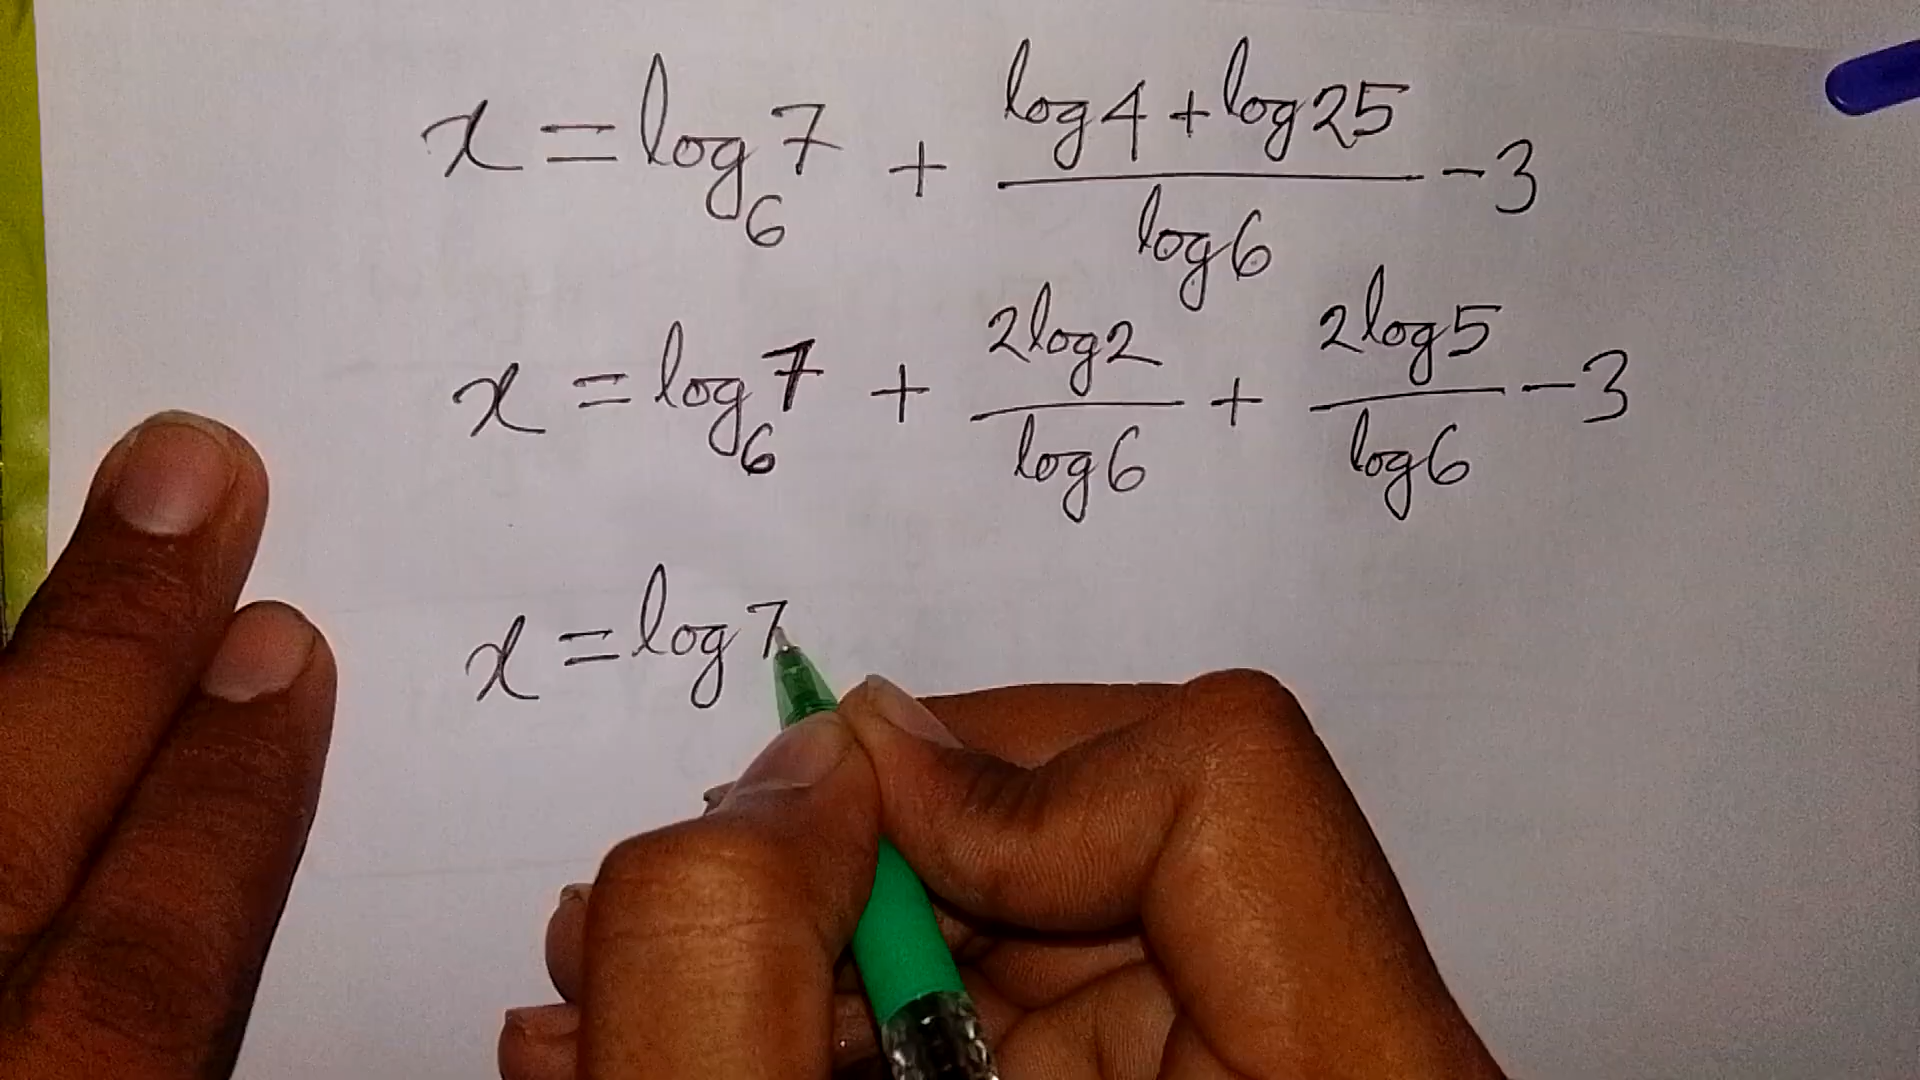 x = log₆7 + (log4 + log25)/log6 - 3
x = log₆7 + 2log2/log6 + 2log5/log6 - 3
x = log7